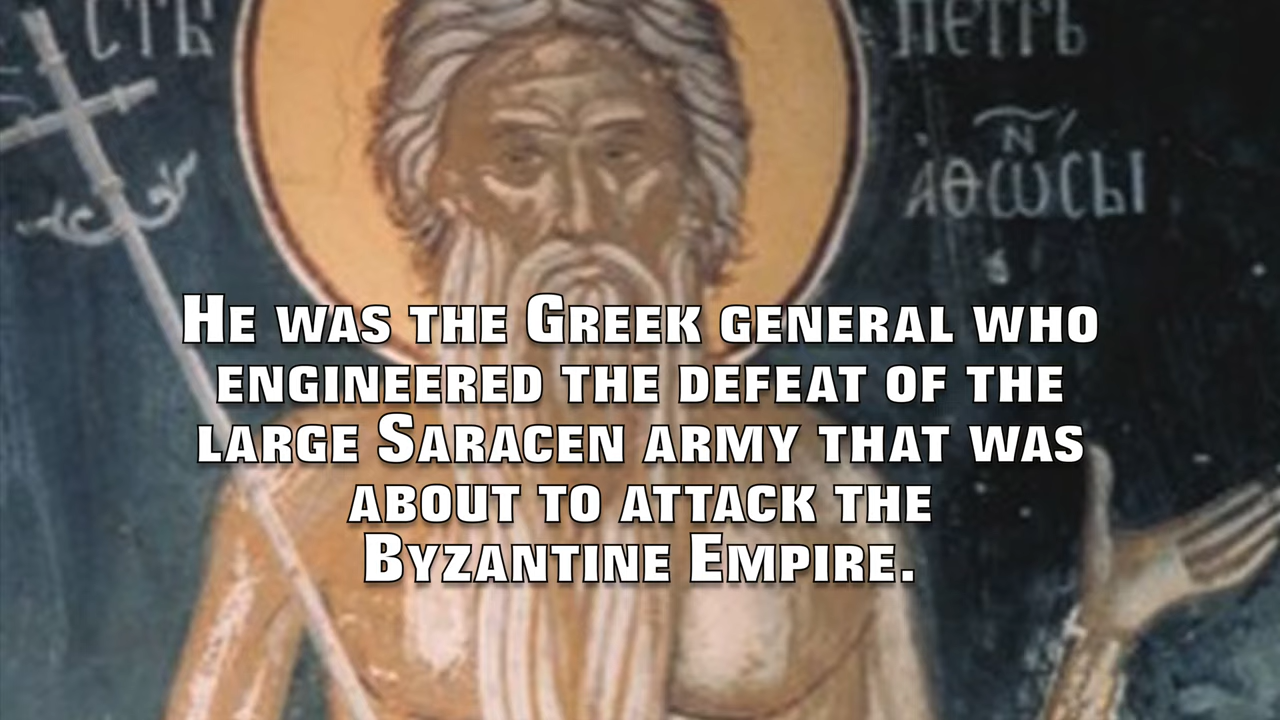 СТЪ
ПЕТРЪ
АѲѠСЫ
He was the Greek general who
engineered the defeat of the
large Saracen army that was
about to attack the
Byzantine Empire.